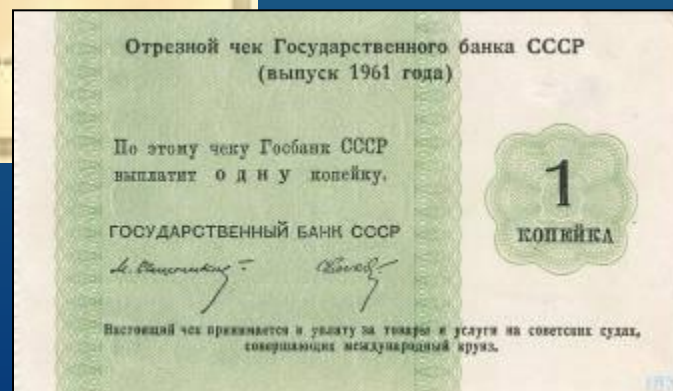 Отрезной чек Государственного банка СССР
(выпуск 1961 года)
По этому чеку Госбанк СССР
выплатит о д н у копейку.
ГОСУДАРСТВЕННЫЙ БАНК СССР
1
КОПЕЙКА
Настоящий чек принимается в уплату за товары и услуги на советских судах,
совершающих международный круиз.